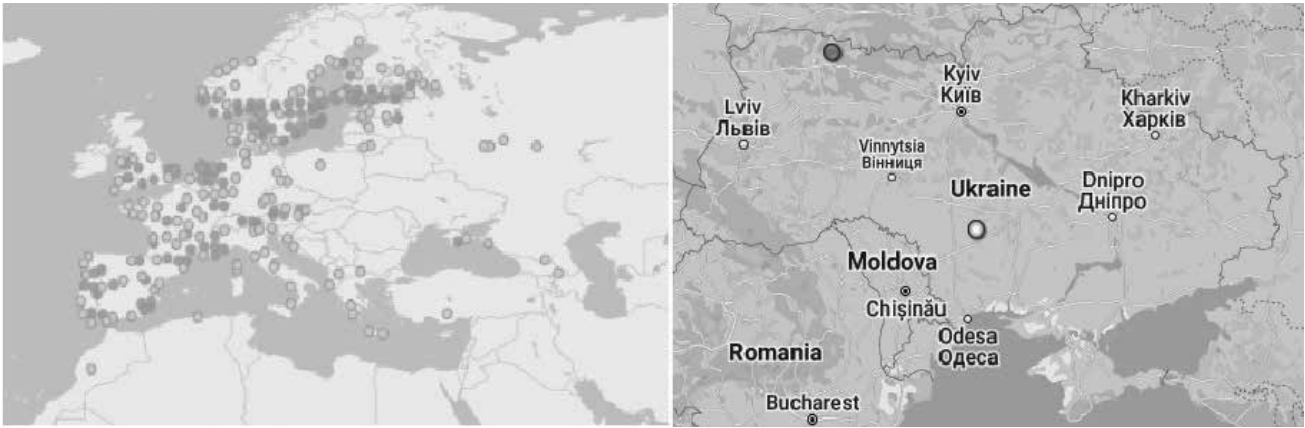 Kyiv
Київ
Lviv
Львів
Kharkiv
Харків
Vinnytsia
Вінниця
Ukraine
Dnipro
Дніпро
Moldova
Chișinău
Odesa
Одеса
Romania
Bucharest